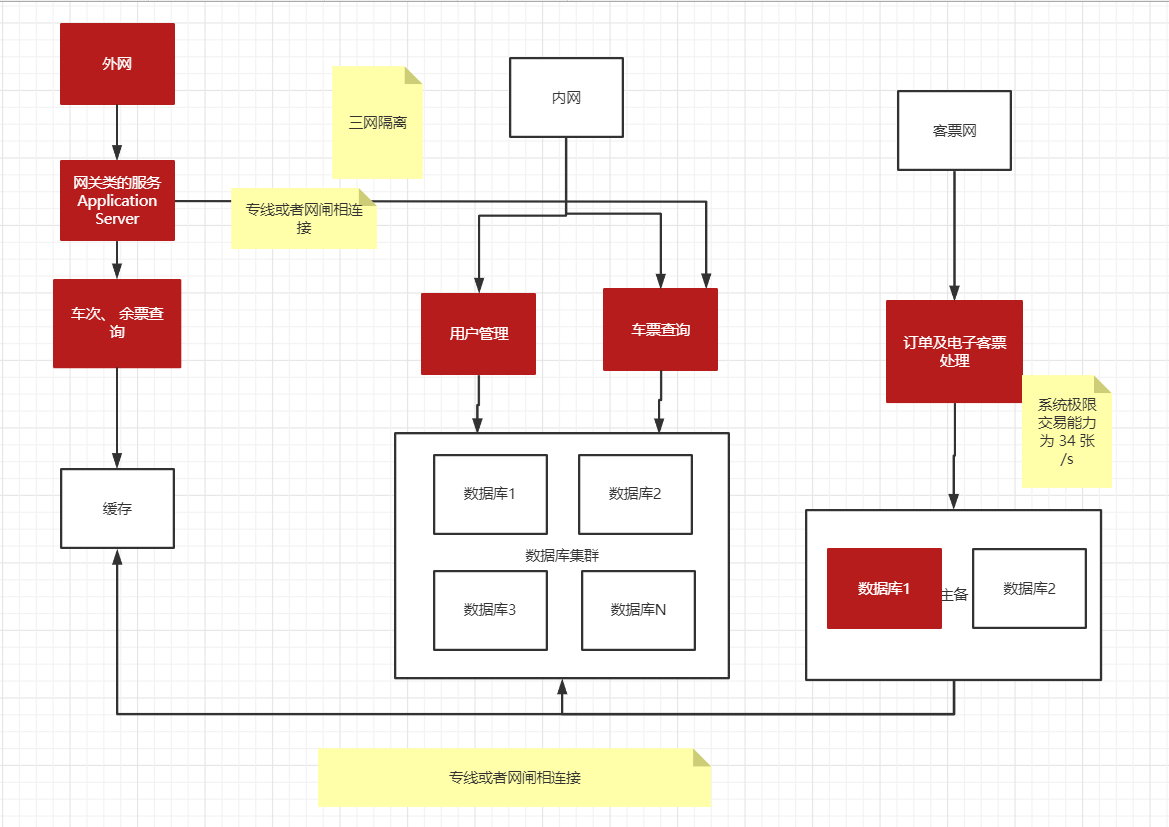 外网
三网隔离
内网
客票网
网关类的服务
Application
Server
专线或者网闸相连
接
车次、 余票查
询
用户管理
车票查询
订单及电子客票
处理
系统极限
交易能力
为 34 张
/s
缓存
数据库1
数据库2
数据库集群
数据库3
数据库N
数据库1
主备
数据库2
专线或者网闸相连接